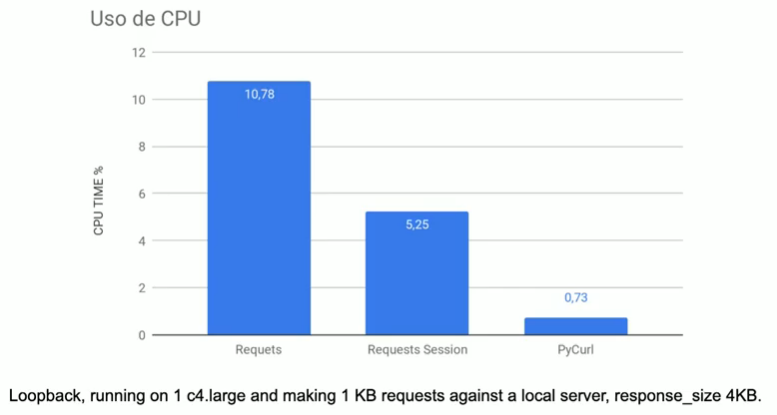 Uso de CPU
12
10
8
6
4
2
0
CPU TIME %
10,78
5,25
0,73
Requets
Requests Session
PyCurl
Loopback, running on 1 c4.large and making 1 KB requests against a local server, response_size 4KB.